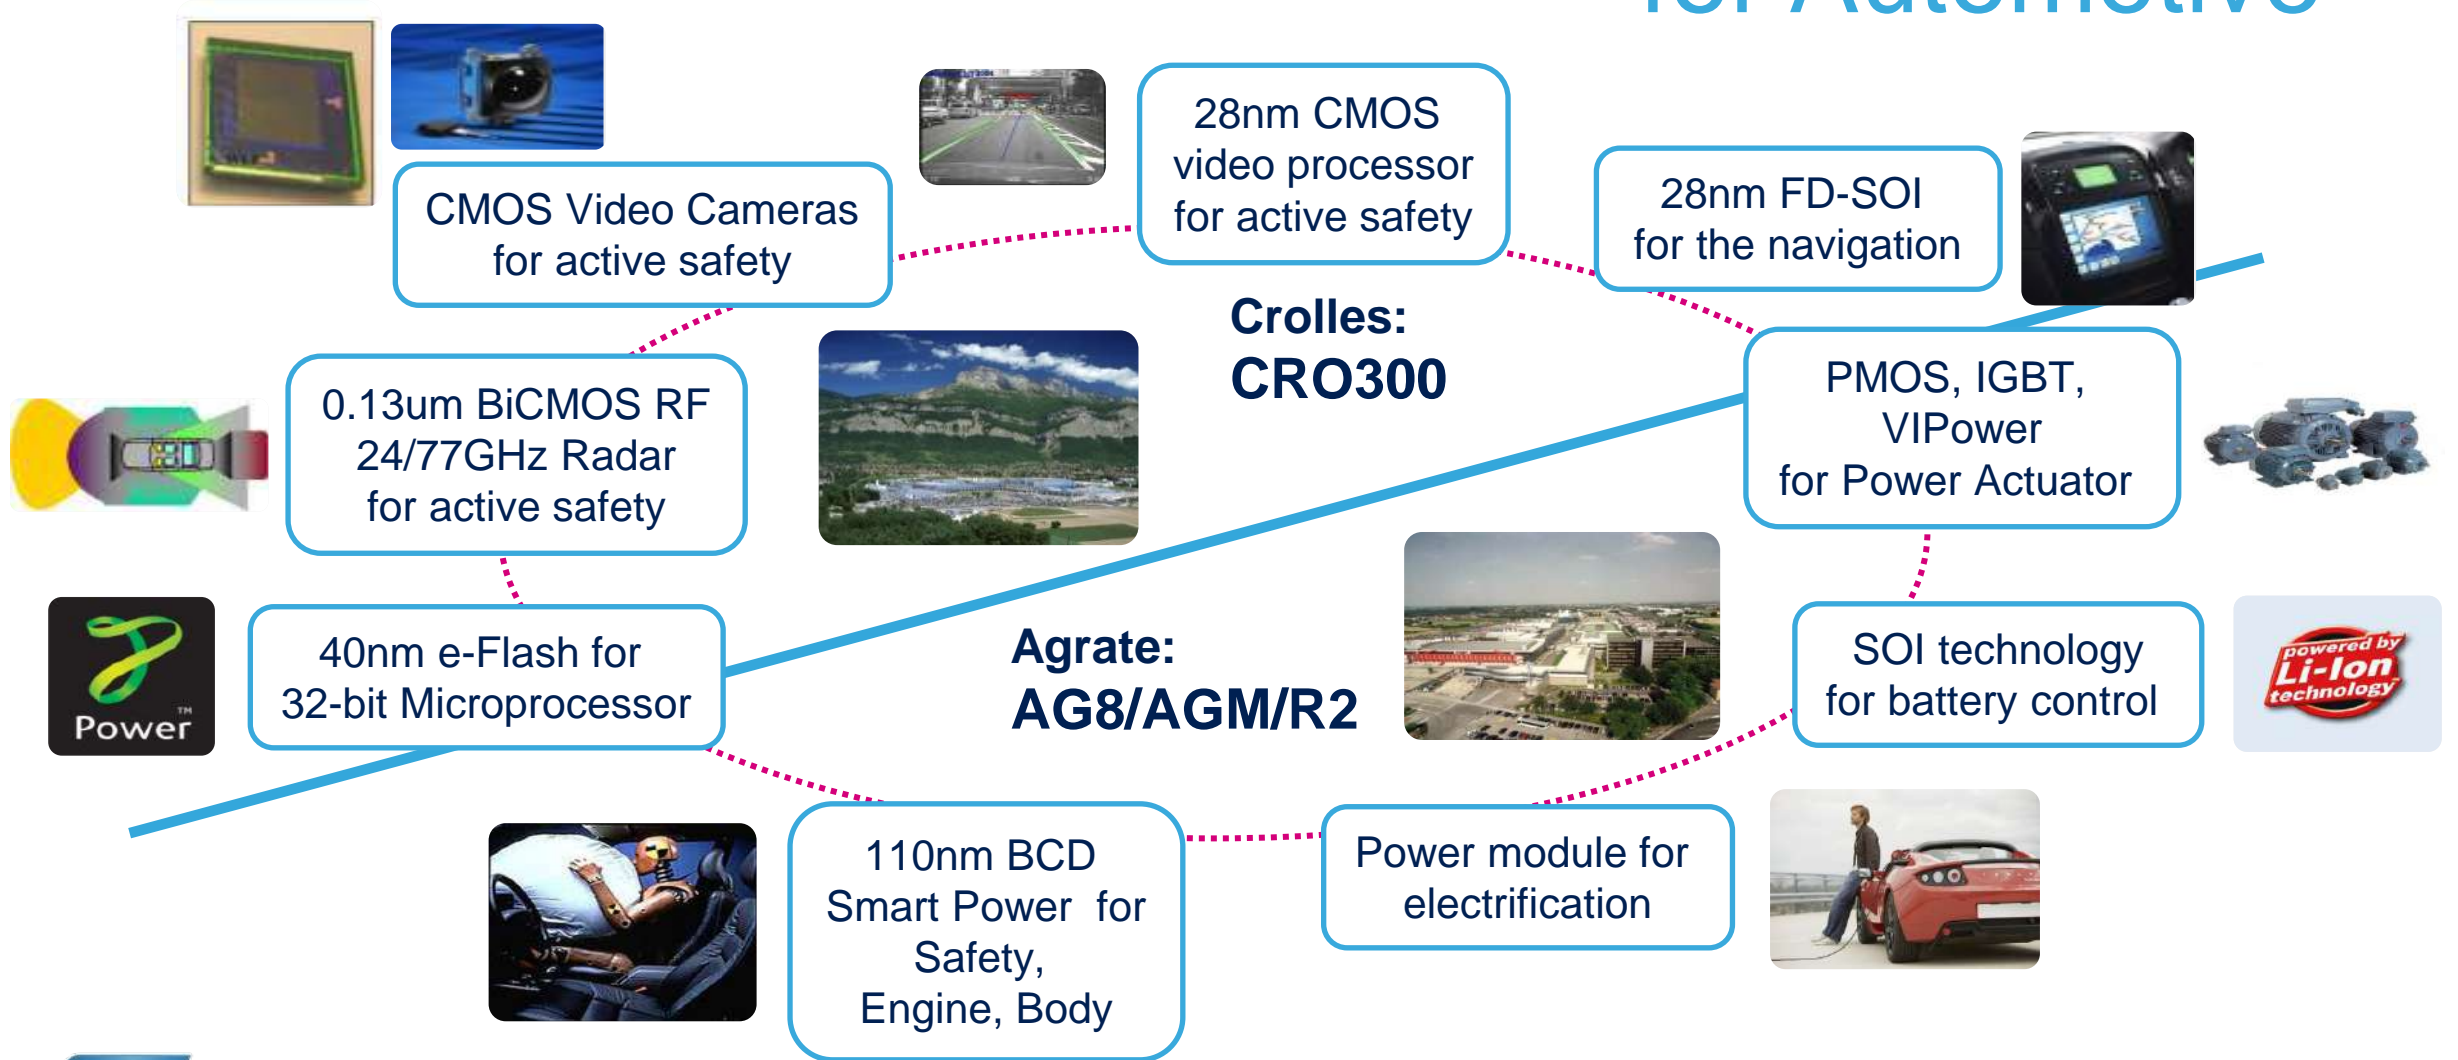 for Automotive
CMOS Video Cameras
for active safety
28nm CMOS
video processor
for active safety
28nm FD-SOI
for the navigation
Crolles:
CRO300
0.13um BiCMOS RF
24/77GHz Radar
for active safety
PMOS, IGBT,
VIPower
for Power Actuator
40nm e-Flash for
32-bit Microprocessor
Power™
Agrate:
AG8/AGM/R2
SOI technology
for battery control
powered by
Li-Ion
technology
110nm BCD
Smart Power for
Safety,
Engine, Body
Power module for
electrification